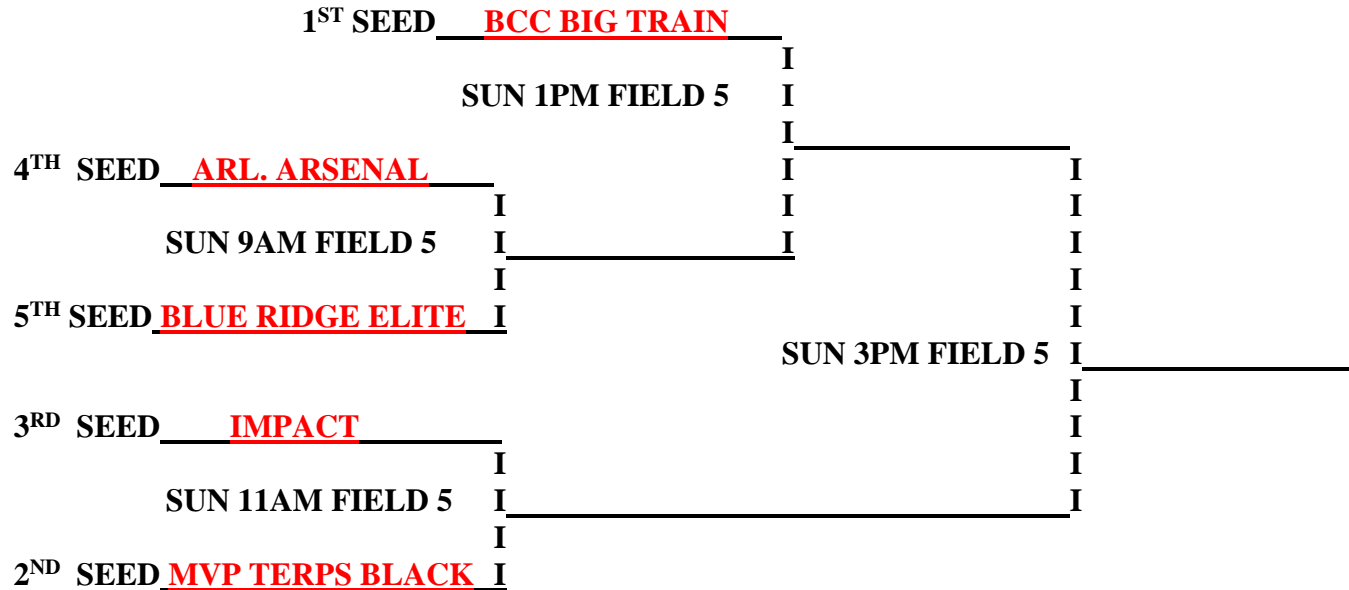 1ST SEED BCC BIG TRAIN
SUN 1PM FIELD 5
4TH SEED ARL. ARSENAL
SUN 9AM FIELD 5
5TH SEED BLUE RIDGE ELITE
SUN 3PM FIELD 5
3RD SEED IMPACT
SUN 11AM FIELD 5
2ND SEED MVP TERPS BLACK